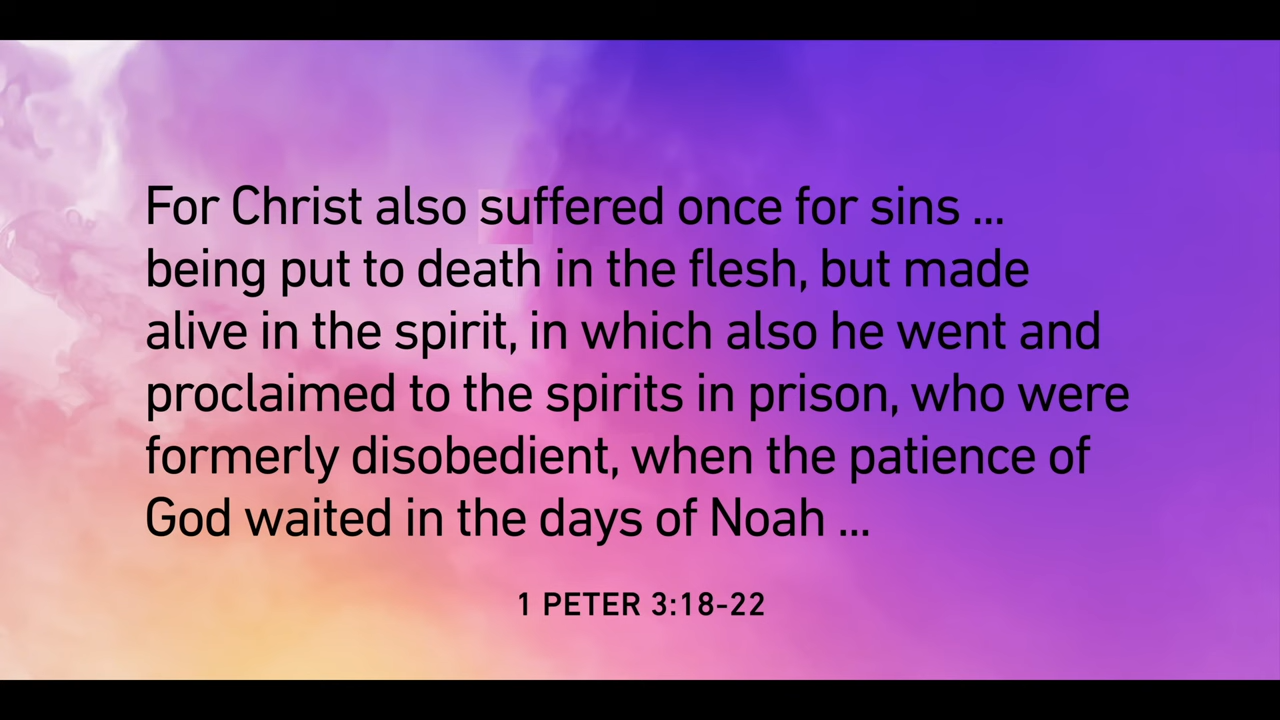 For Christ also suffered once for sins ...
being put to death in the flesh, but made
alive in the spirit, in which also he went and
proclaimed to the spirits in prison, who were
formerly disobedient, when the patience of
God waited in the days of Noah ...
1 PETER 3:18-22